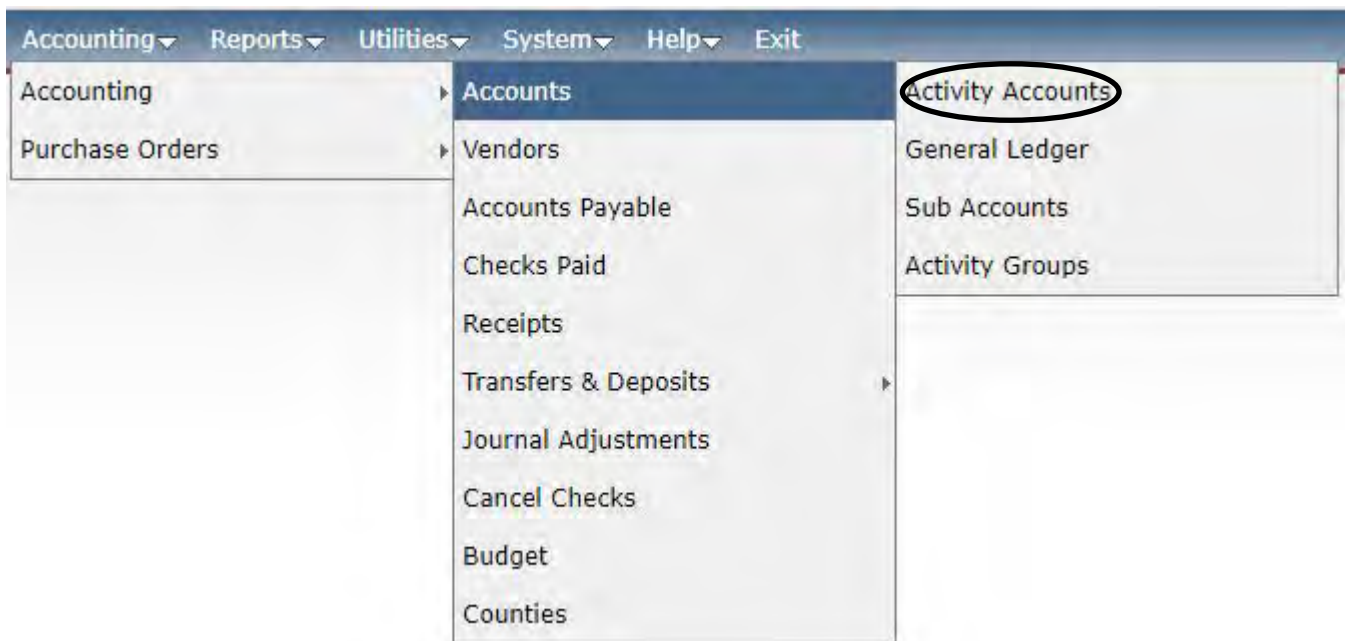 Accounting Reports Utilities System Help Exit
Accounting
Purchase Orders
Accounts
Vendors
Accounts Payable
Checks Paid
Receipts
Transfers & Deposits
Journal Adjustments
Cancel Checks
Budget
Counties
Activity Accounts
General Ledger
Sub Accounts
Activity Groups